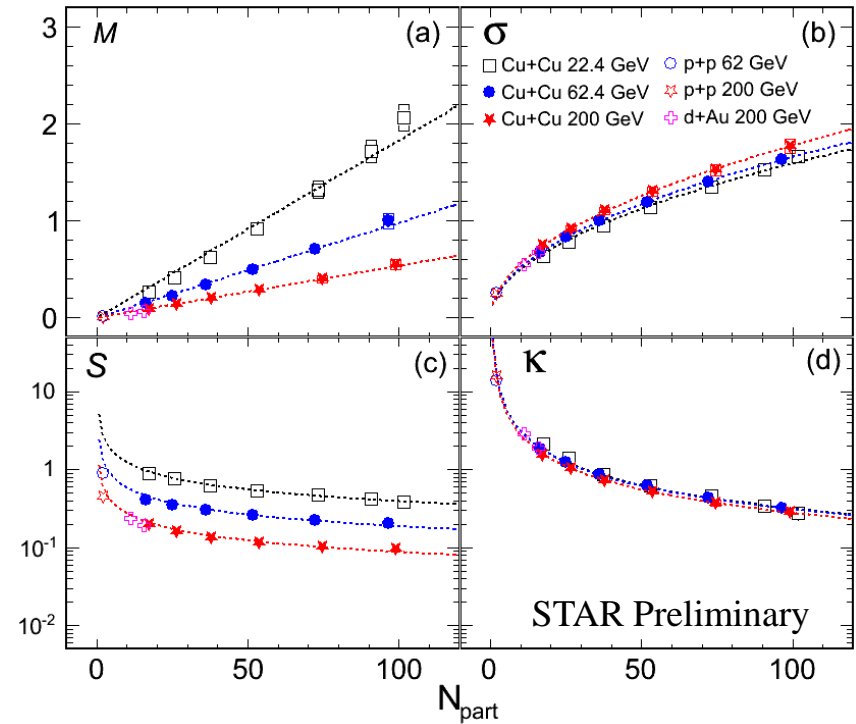 M (a)
σ (b)
Cu+Cu 22.4 GeV p+p 62 GeV
Cu+Cu 62.4 GeV p+p 200 GeV
Cu+Cu 200 GeV d+Au 200 GeV
3
2
1
0
S (c)
κ (d)
10
1
10⁻¹
10⁻²
STAR Preliminary
0 50 100 0 50 100
N_part